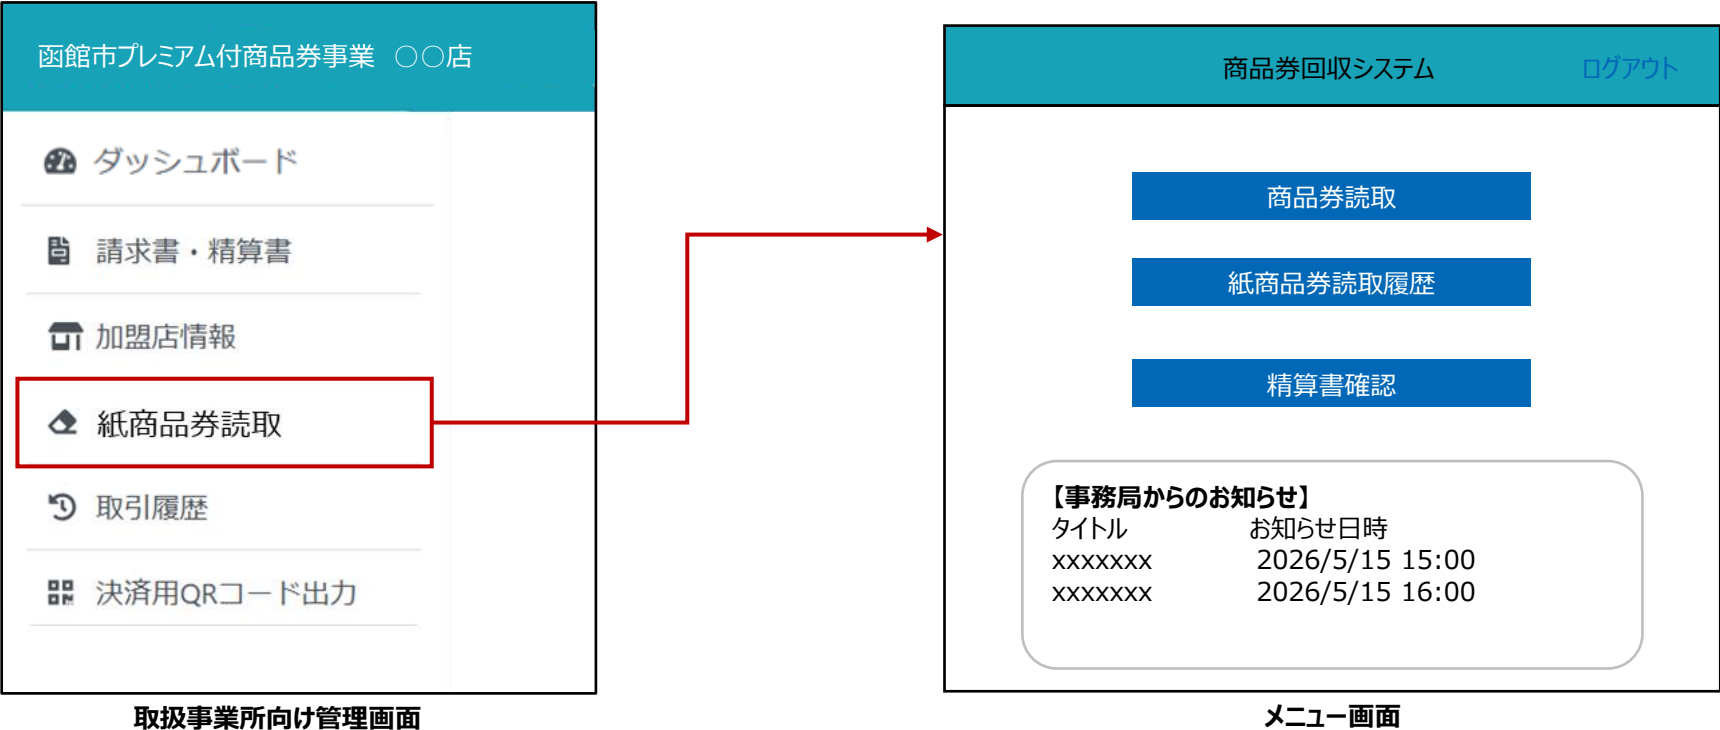 函館市プレミアム付商品券事業 ○○店
ダッシュボード
請求書・精算書
加盟店情報
紙商品券読取
取引履歴
決済用QRコード出力
取扱事業所向け管理画面
商品券回収システム ログアウト
商品券読取
紙商品券読取履歴
精算書確認
【事務局からのお知らせ】
タイトル お知らせ日時
xxxxxxx 2026/5/15 15:00
xxxxxxx 2026/5/15 16:00
メニュー画面